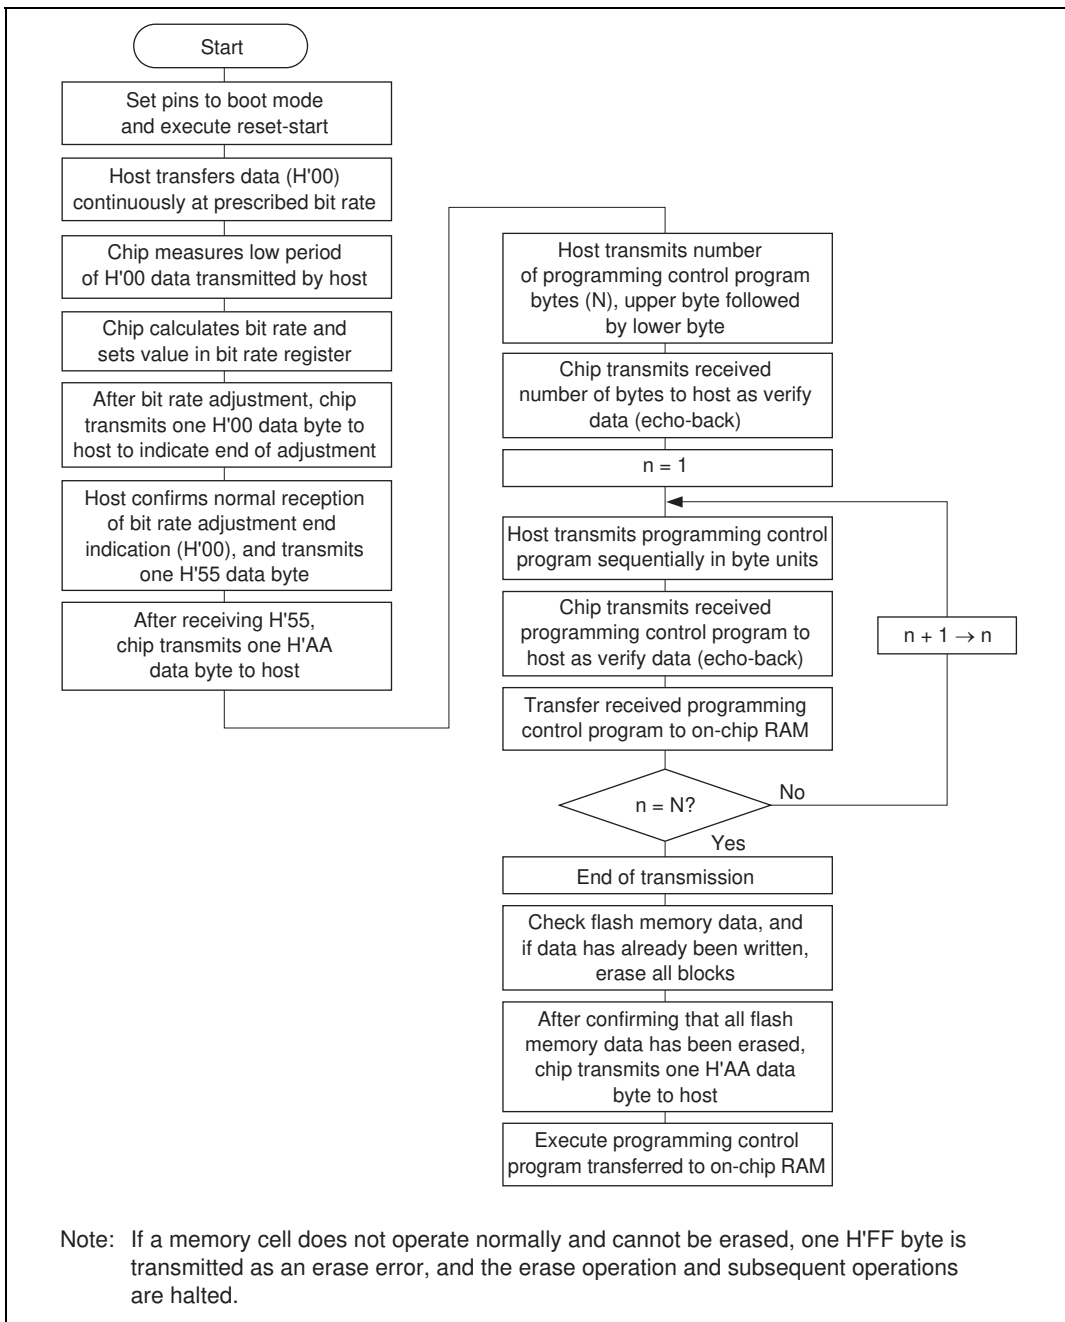 Start
Set pins to boot mode
and execute reset-start
Host transfers data (H'00)
continuously at prescribed bit rate
Chip measures low period
of H'00 data transmitted by host
Chip calculates bit rate and
sets value in bit rate register
After bit rate adjustment, chip
transmits one H'00 data byte to
host to indicate end of adjustment
Host confirms normal reception
of bit rate adjustment end
indication (H'00), and transmits
one H'55 data byte
After receiving H'55,
chip transmits one H'AA
data byte to host
Host transmits number
of programming control program
bytes (N), upper byte followed
by lower byte
Chip transmits received
number of bytes to host as verify
data (echo-back)
n = 1
Host transmits programming control
program sequentially in byte units
Chip transmits received
programming control program to
host as verify data (echo-back)
n + 1 → n
Transfer received programming
control program to on-chip RAM
n = N?
No
Yes
End of transmission
Check flash memory data, and
if data has already been written,
erase all blocks
After confirming that all flash
memory data has been erased,
chip transmits one H'AA data
byte to host
Execute programming control
program transferred to on-chip RAM
Note: If a memory cell does not operate normally and cannot be erased, one H'FF byte is
transmitted as an erase error, and the erase operation and subsequent operations
are halted.